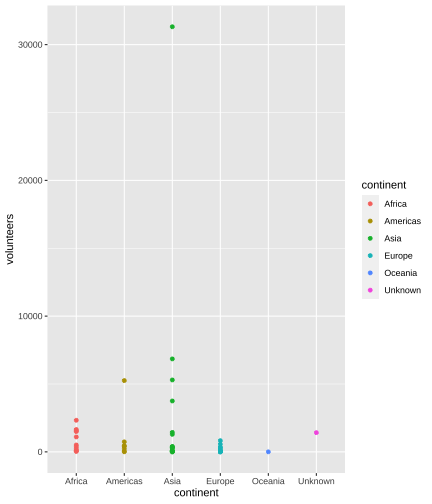 30000
20000
10000
0
volunteers
Africa Americas Asia Europe Oceania Unknown
continent
continent
Africa
Americas
Asia
Europe
Oceania
Unknown